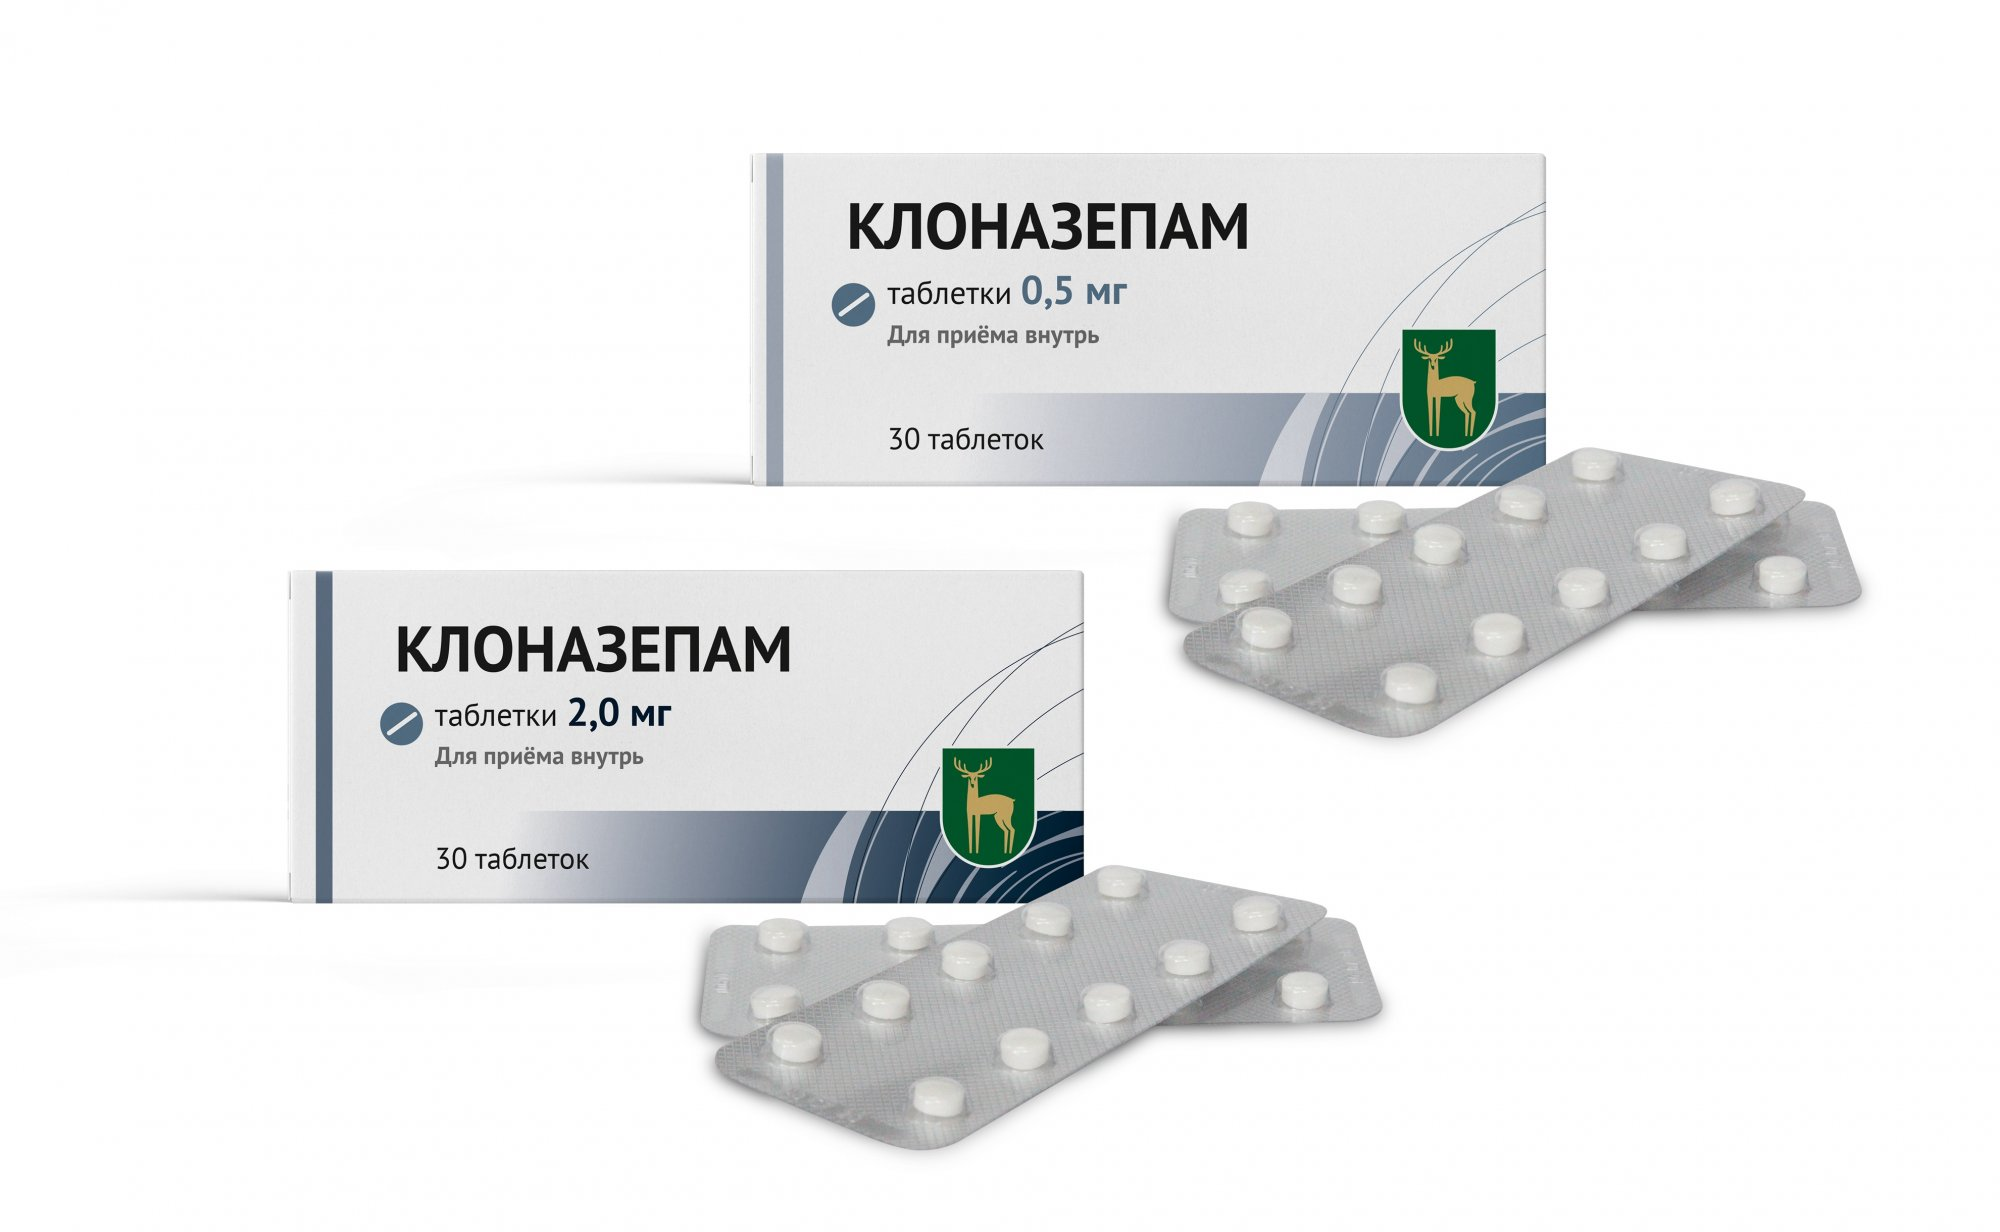 КЛОНАЗЕПАМ
таблетки 0,5 мг
Для приёма внутрь
30 таблеток
КЛОНАЗЕПАМ
таблетки 2,0 мг
Для приёма внутрь
30 таблеток